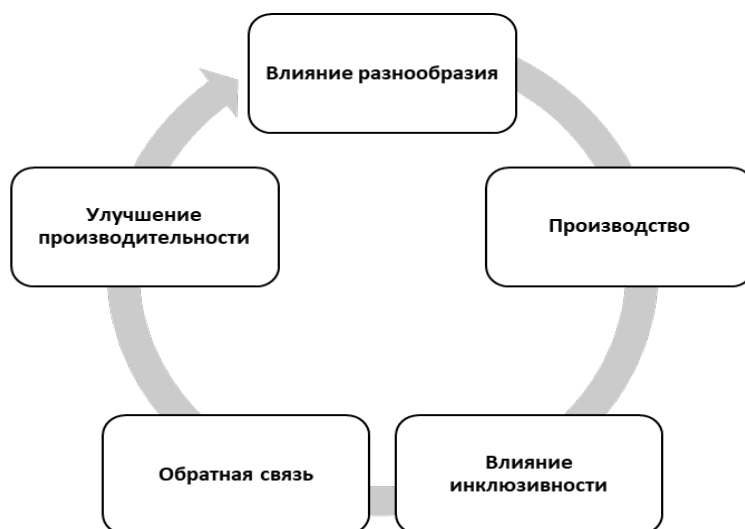 Влияние разнообразия
Производство
Влияние
инклюзивности
Обратная связь
Улучшение
производительности